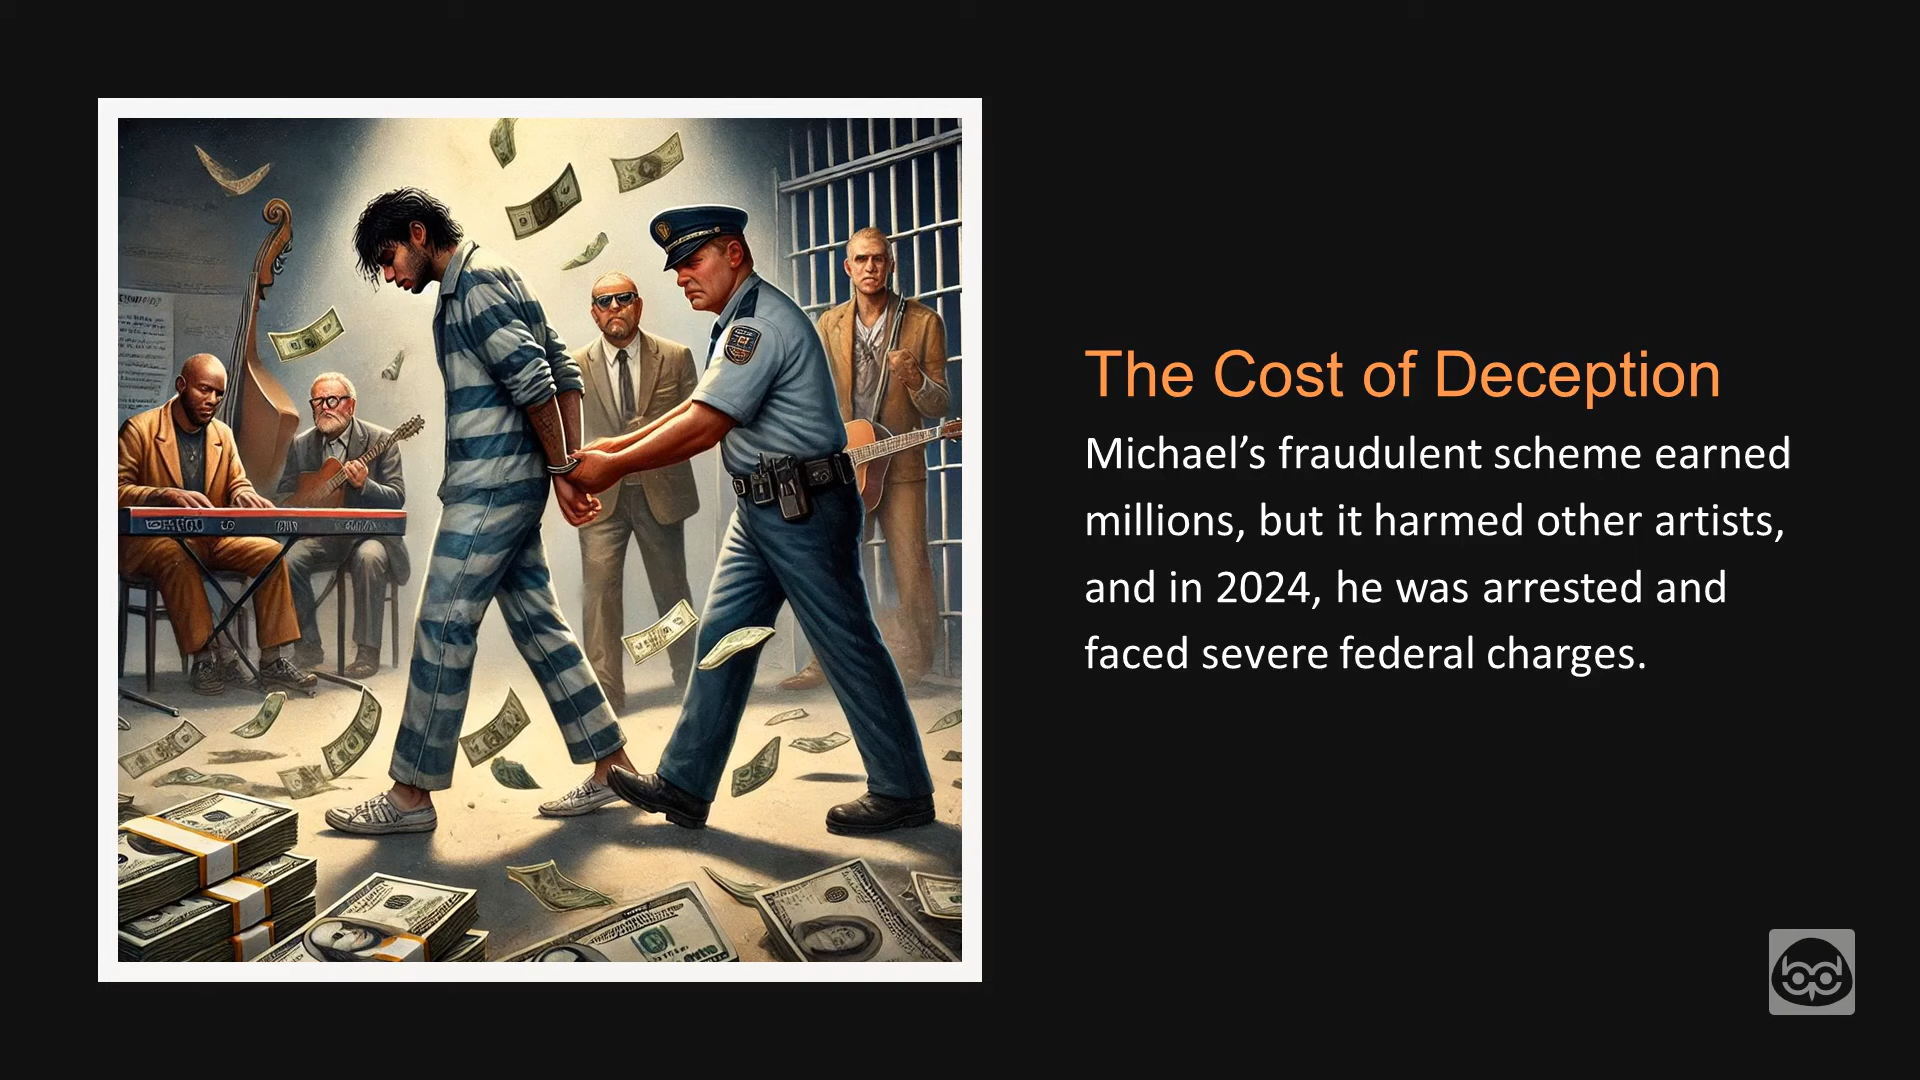 The Cost of Deception
Michael’s fraudulent scheme earned
millions, but it harmed other artists,
and in 2024, he was arrested and
faced severe federal charges.